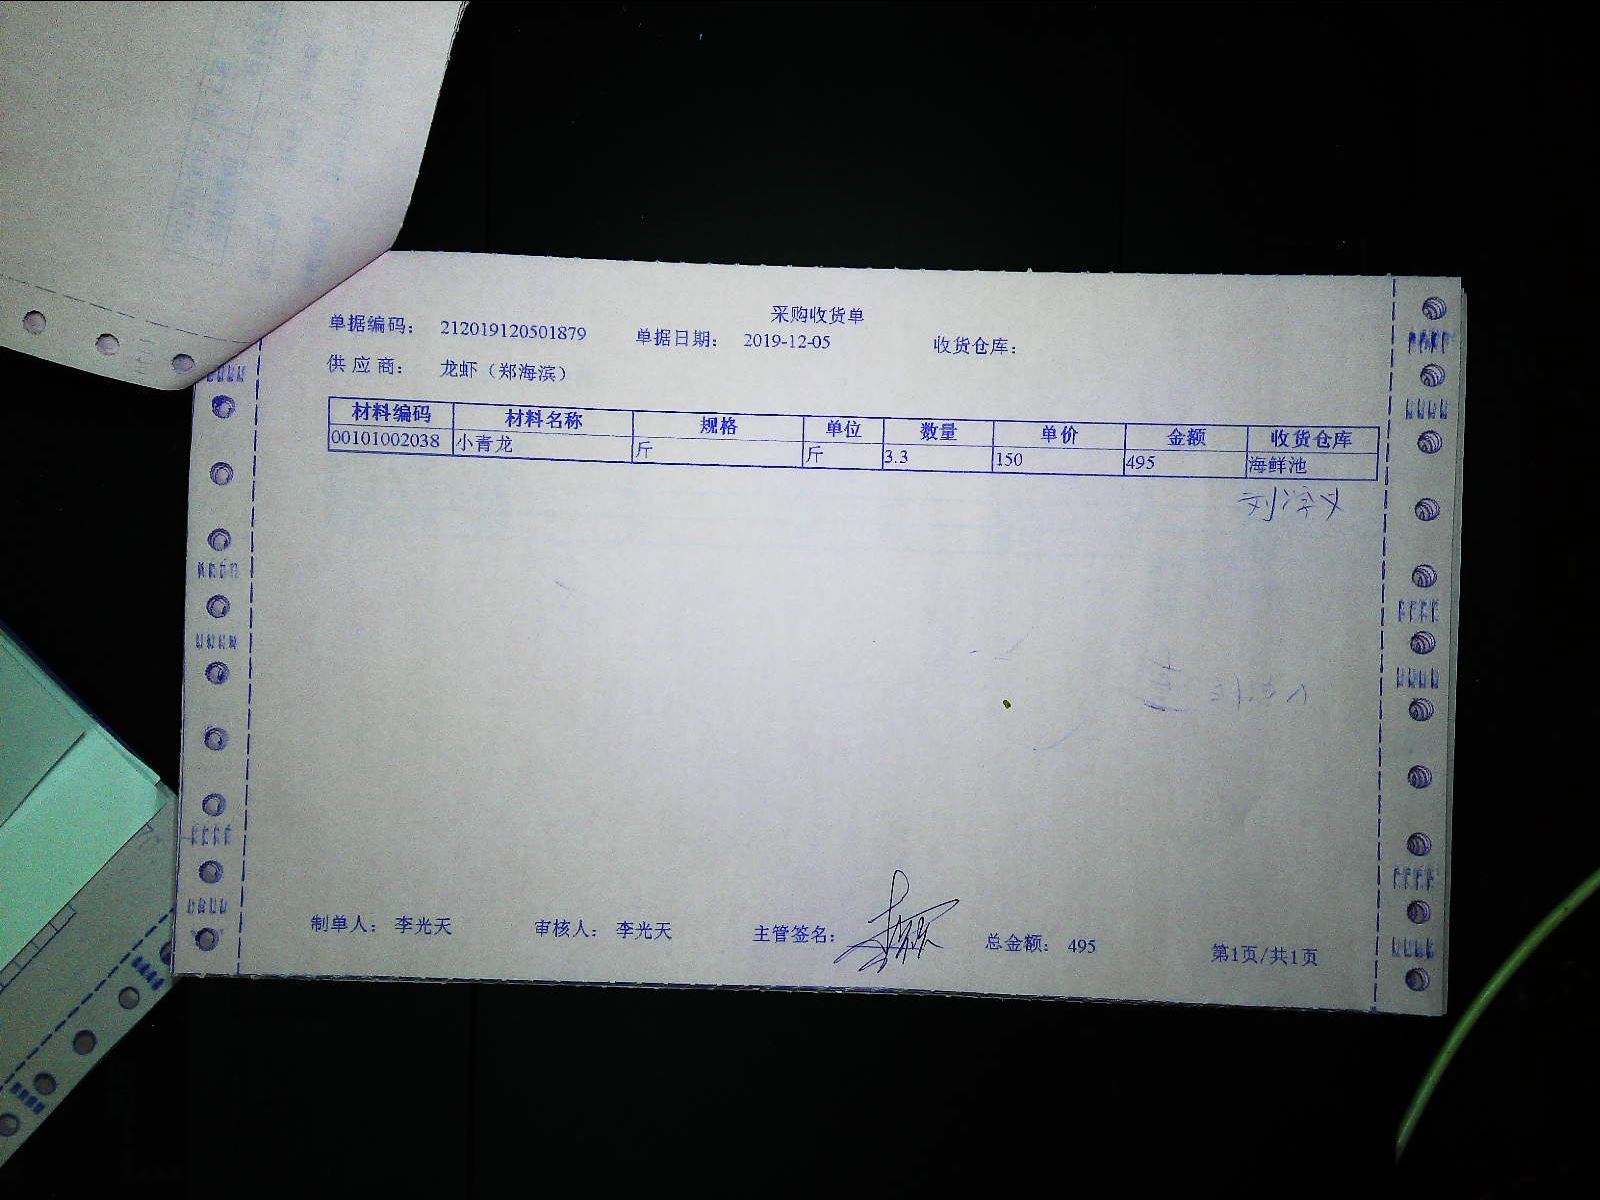 采购收货单
单据编码： 212019120501879 单据日期： 2019-12-05 收货仓库：
供应商： 龙虾（郑海滨）
材料编码 材料名称 规格 单位 数量 单价 金额 收货仓库
00101002038 小青龙 斤 斤 3.3 150 495 海鲜池
制单人： 李光天 审核人： 李光天 主管签名： 总金额： 495 第1页/共1页